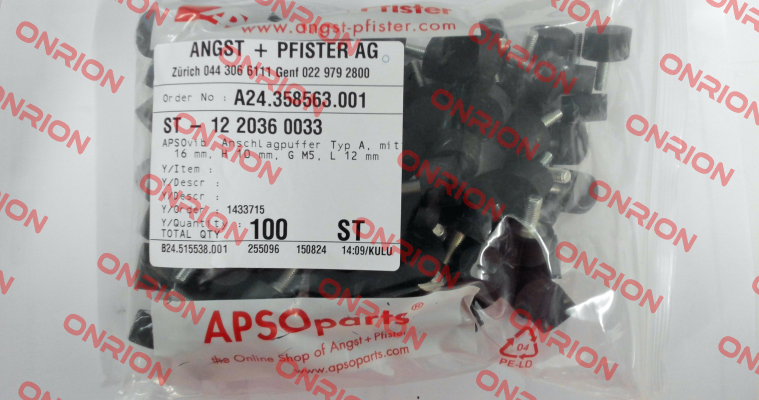 Pfister
www.angst-pfister.com
ANGST + PFISTER AG
Zürich 044 306 6111 Genf 022 979 2800
Order No : A24.358563.001
ST - 12 2036 0033
APSOvib Anschlagpuffer Typ A, mit
16 mm, H 10 mm, G M5, L 12 mm
Y/Item :
Y/Descr :
Y/Descr :
Y/Order : 1433715
Y/Quantity :
TOTAL QTY 100 ST
B24.515538.001 255096 150824 14:09/KULU
APSOparts®
the Online Shop of Angst+Pfister
www.apsoparts.com
04
PE-LD
ONRION